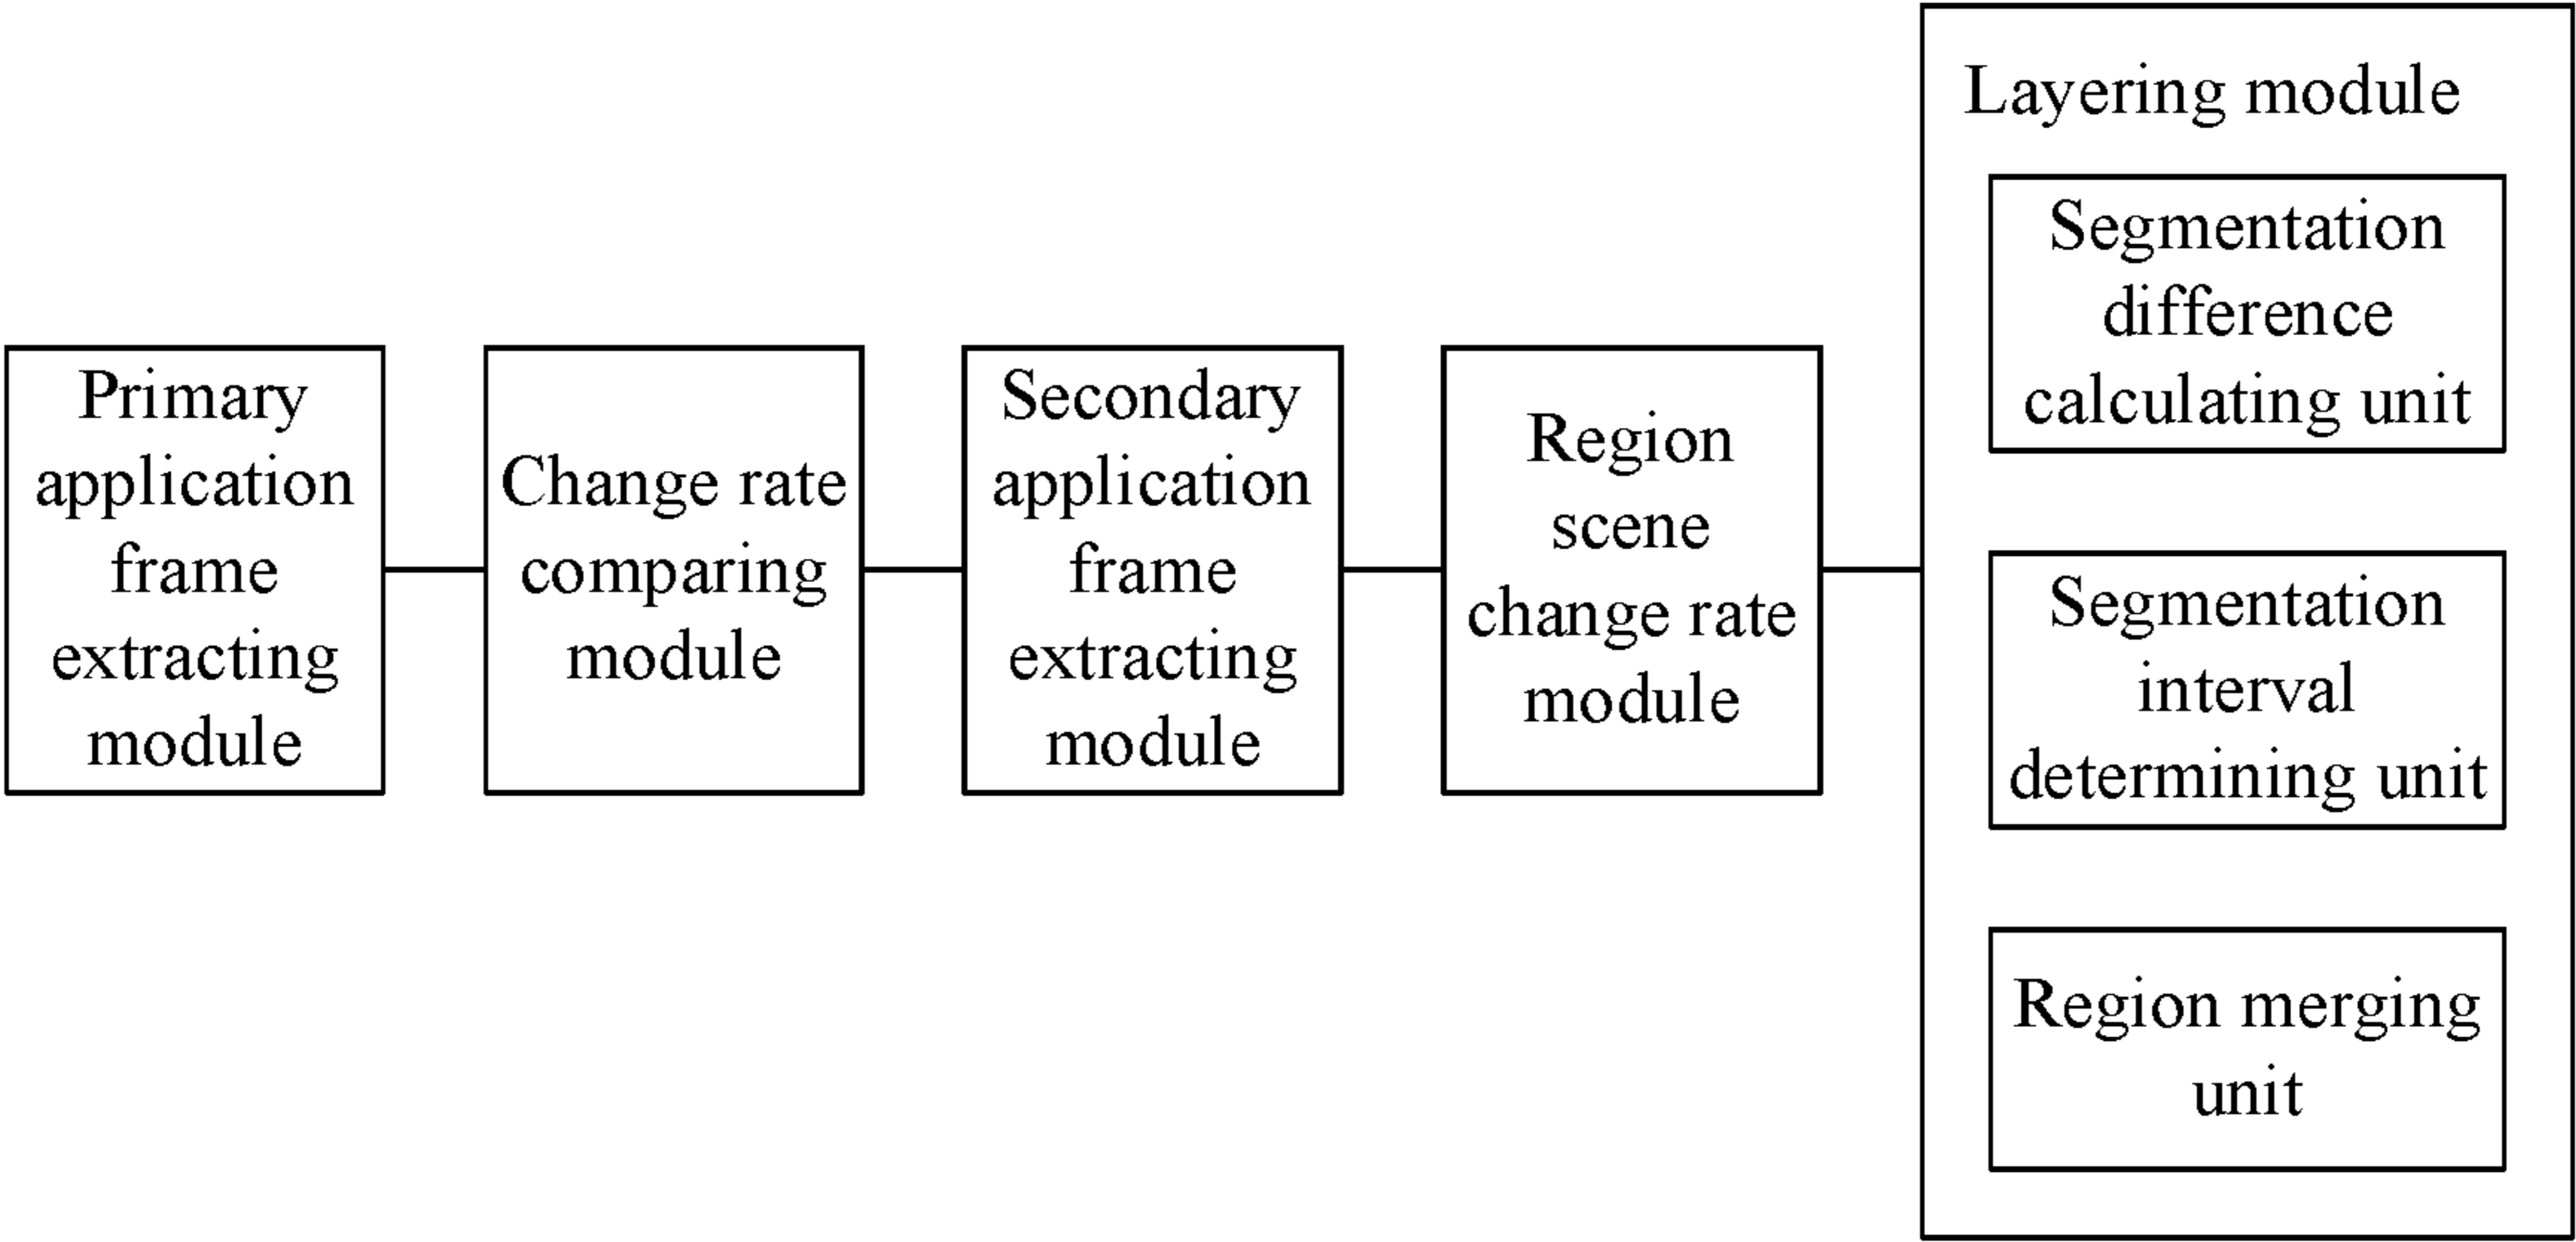 Primary
application
frame
extracting
module
Change rate
comparing
module
Secondary
application
frame
extracting
module
Region
scene
change rate
module
Layering module
Segmentation
difference
calculating unit
Segmentation
interval
determining unit
Region merging
unit